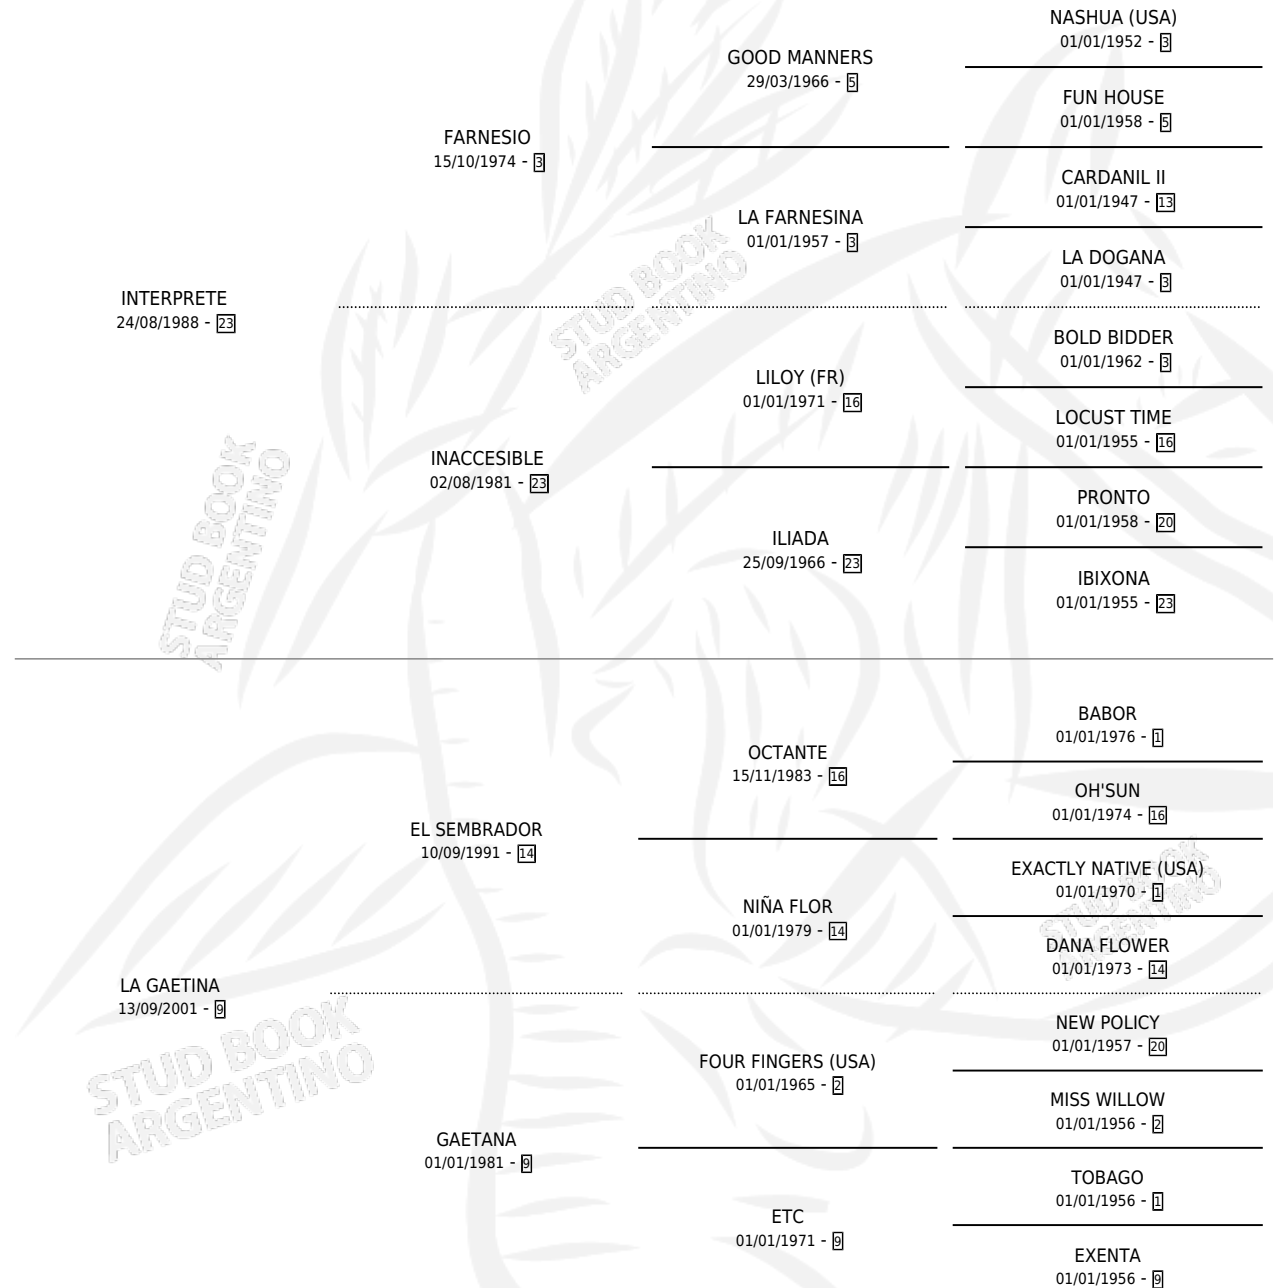 NASHUA (USA)
01/01/1952 - 3
GOOD MANNERS
29/03/1966 - 5
FUN HOUSE
01/01/1958 - 5
FARNESIO
15/10/1974 - 3
CARDANIL II
01/01/1947 - 13
LA FARNESINA
01/01/1957 - 3
LA DOGANA
01/01/1947 - 3
INTERPRETE
24/08/1988 - 23
BOLD BIDDER
01/01/1962 - 3
LILOY (FR)
01/01/1971 - 16
LOCUST TIME
01/01/1955 - 16
INACCESIBLE
02/08/1981 - 23
PRONTO
01/01/1958 - 20
ILIADA
25/09/1966 - 23
IBIXONA
01/01/1955 - 23
STUD BOOK
ARGENTINO
STUD BOOK
ARGENTINO
BABOR
01/01/1976 - 1
OCTANTE
15/11/1983 - 16
OH'SUN
01/01/1974 - 16
EL SEMBRADOR
10/09/1991 - 14
EXACTLY NATIVE (USA)
01/01/1970 - 1
NIÑA FLOR
01/01/1979 - 14
DANA FLOWER
01/01/1973 - 14
STUD BOOK
ARGENTINO
LA GAETINA
13/09/2001 - 9
NEW POLICY
01/01/1957 - 20
FOUR FINGERS (USA)
01/01/1965 - 2
MISS WILLOW
01/01/1956 - 2
STUD BOOK
ARGENTINO
GAETANA
01/01/1981 - 9
TOBAGO
01/01/1956 - 1
ETC
01/01/1971 - 9
EXENTA
01/01/1956 - 9